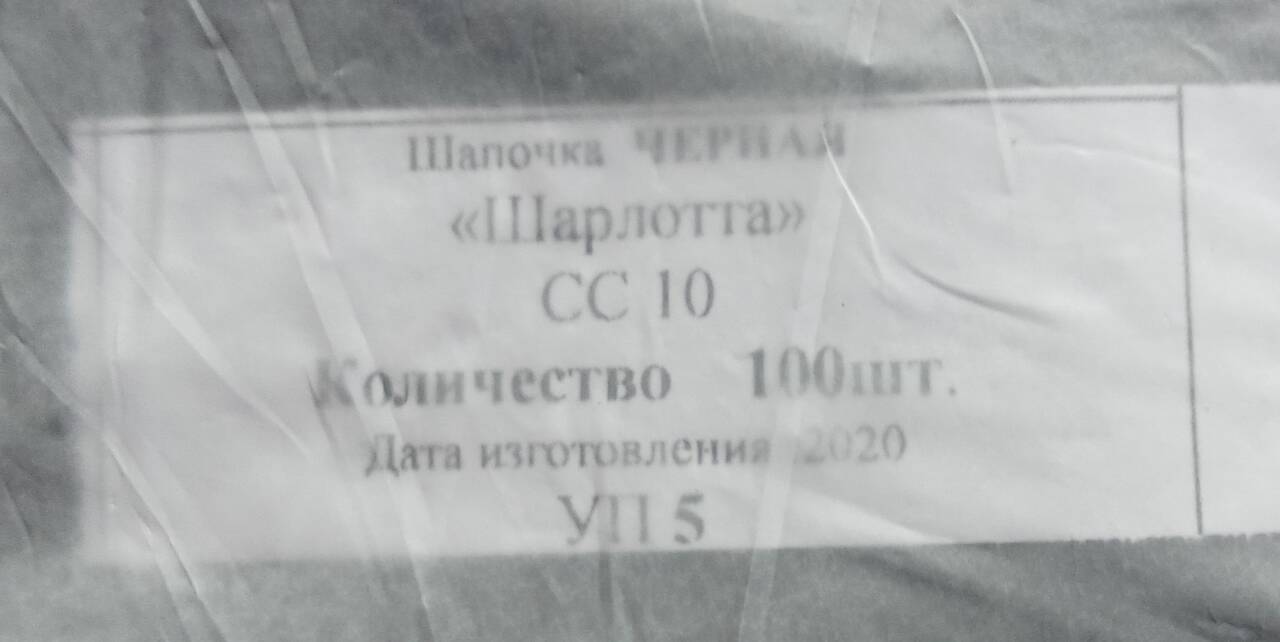 Шапочка ЧЕРНАЯ
«Шарлотта»
СС 10
Количество 100шт.
Дата изготовления 2020
УП 5